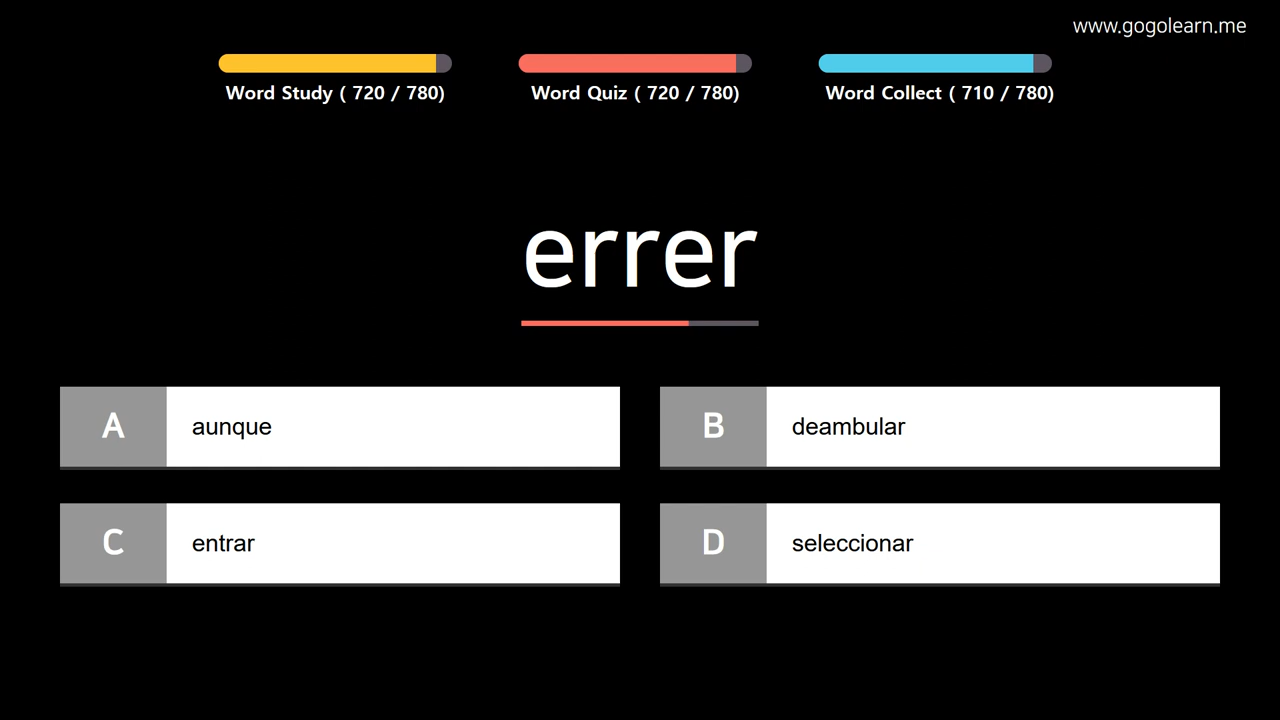 www.gogolearn.me
Word Study ( 720 / 780)
Word Quiz ( 720 / 780)
Word Collect ( 710 / 780)
errer
A aunque
B deambular
C entrar
D seleccionar